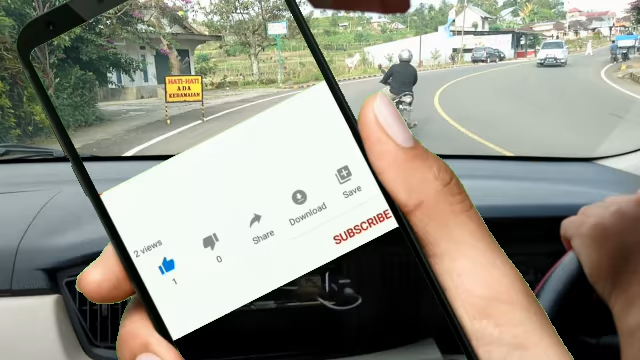 HATI-HATI
ADA
KERAMAIAN
2 views
1
0
Share
Download
Save
SUBSCRIBE